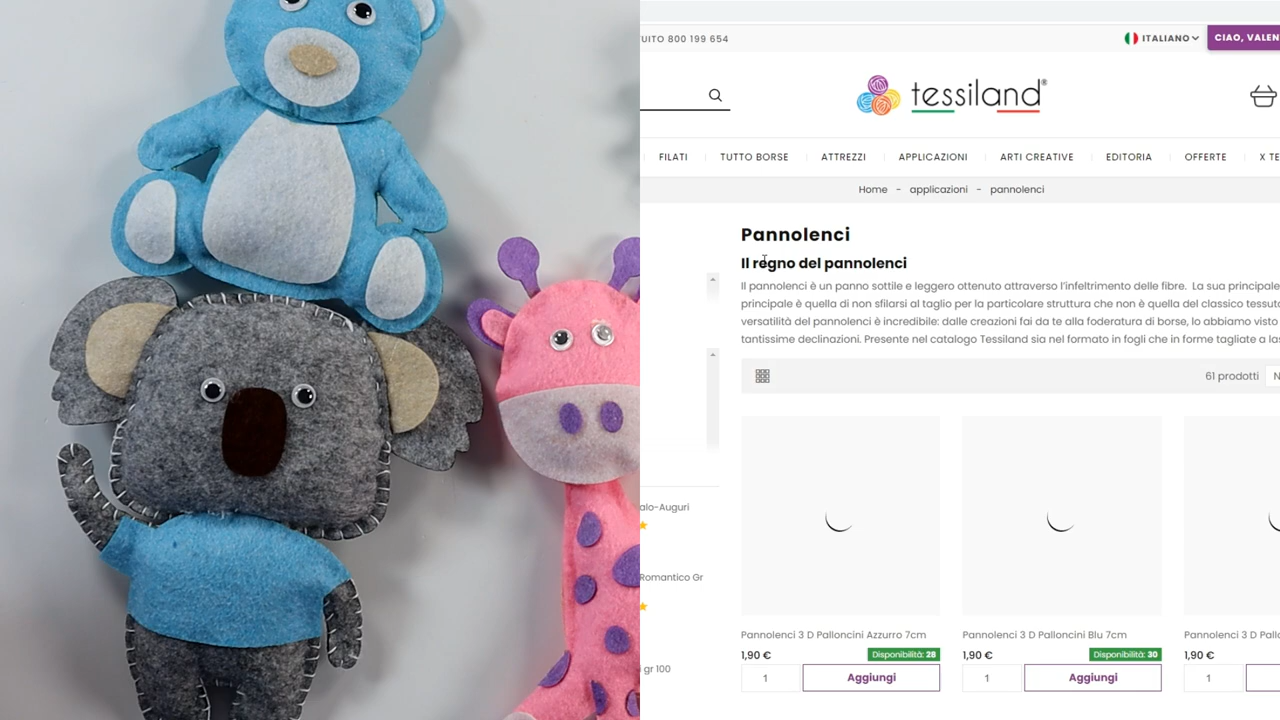 UITO 800 199 654
ITALIANO
CIAO, VALEN
tessiland®
FILATI
TUTTO BORSE
ATTREZZI
APPLICAZIONI
ARTI CREATIVE
EDITORIA
OFFERTE
X TE
Home - applicazioni - pannolenci
Pannolenci
Il regno del pannolenci
Il pannolenci è un panno sottile e leggero ottenuto attraverso l'infeltrimento delle fibre. La sua principale
principale è quella di non sfilarsi al taglio per la particolare struttura che non è quella del classico tessuto
versatilità del pannolenci è incredibile: dalle creazioni fai da te alla foderatura di borse, lo abbiamo visto
tantissime declinazioni. Presente nel catalogo Tessiland sia nel formato in fogli che in forme tagliate a las
61 prodotti
N
alo-Auguri
Romantico Gr
i gr 100
Pannolenci 3 D Palloncini Azzurro 7cm
1,90 €
Disponibilità: 28
1
Aggiungi
Pannolenci 3 D Palloncini Blu 7cm
1,90 €
Disponibilità: 30
1
Aggiungi
Pannolenci 3 D Pallo
1,90 €
1